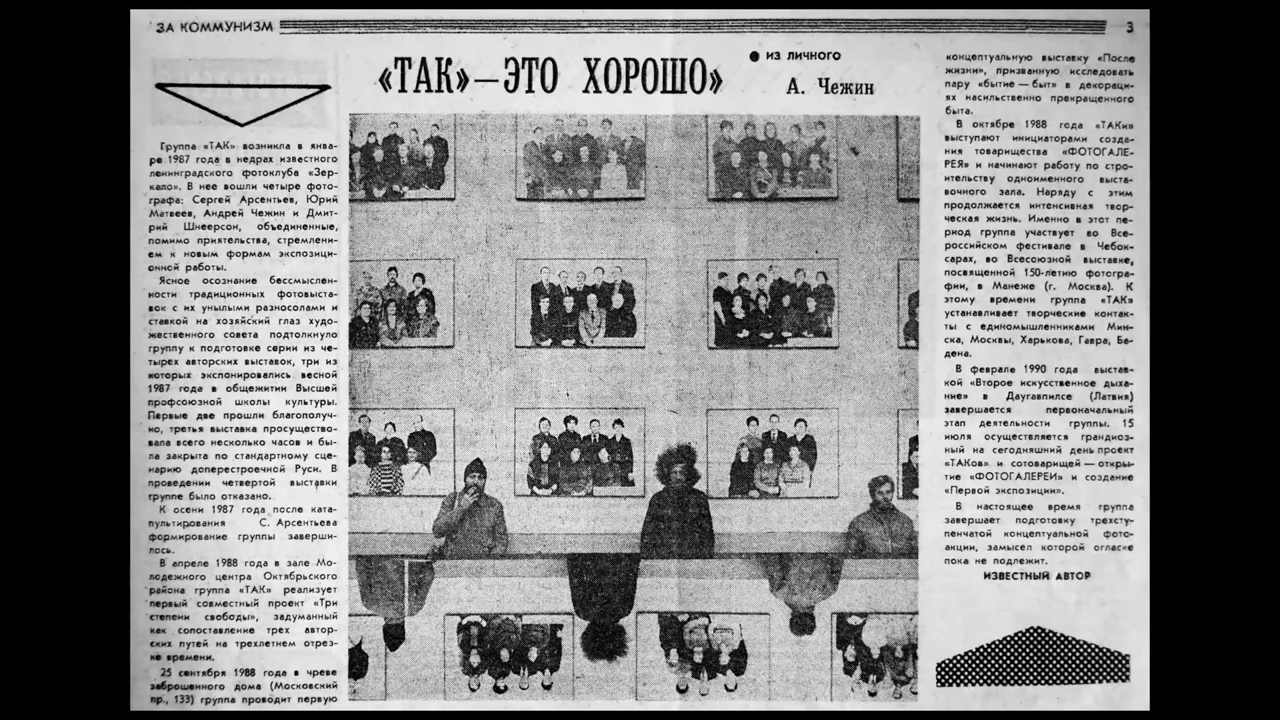 ЗА КОММУНИЗМ
3
«ТАК» — ЭТО ХОРОШО»
ИЗ ЛИЧНОГО
А. Чежин
Группа «ТАК» возникла в янва-
ре 1987 года в недрах известного
ленинградского фотоклуба «Зер-
кало». В нее вошли четыре фото-
графа: Сергей Арсентьев, Юрий
Матвеев, Андрей Чежин и Дмит-
рий Шнеерсон, объединенные,
помимо приятельства, стремлени-
ем к новым формам экспозици-
онной работы.
Ясное осознание бессмыслен-
ности традиционных фотовыста-
вок с их унылыми разносолами и
ставкой на хозяйский глаз худо-
жественного совета подтолкнуло
группу к подготовке серии из че-
тырех авторских выставок, три из
которых экспонировались весной
1987 года в общежитии Высшей
профсоюзной школы культуры.
Первые две прошли благополуч-
но, третья выставка просуществo-
вала всего несколько часов и бы-
ла закрыта по стандартному сце-
нарию доперестроечной Руси. В
проведении четвертой выставки
группе было отказано.
К осени 1987 года после ката-
пультирования С. Арсентьева
формирование группы заверши-
лось.
В апреле 1988 года в зале Мо-
лодежного центра Октябрьского
района группа «ТАК» реализует
первый совместный проект «Три
степени свободы», задуманный
как сопоставление трех автор-
ских путей на трехлетнем отрез-
ке времени.
25 сентября 1988 года в чреве
заброшенного дома (Московский
пр., 133) группа проводит первую
концептуальную выставку «После
жизни», призванную исследовать
пару «бытие — быт» в декораци-
ях насильственно прекращенного
быта.
В октябре 1988 года «ТАКи»
выступают инициаторами созда-
ния товарищества «ФОТОГАЛЕ-
РЕЯ» и начинают работу по стро-
ительству одноименного выста-
вочного зала. Наряду с этим
продолжается интенсивная твор-
ческая жизнь. Именно в этот пе-
риод группа участвует во Все-
российском фестивале в Чебок-
сарах, во Всесоюзной выставке,
посвященной 150-летию фотогра-
фии, в Манеже (г. Москва). К
этому времени группа «ТАК»
устанавливает творческие контак-
ты с единомышленниками Мин-
ска, Москвы, Харькова, Гавра, Ба-
дена.
В феврале 1990 года выстав-
кой «Второе искусственное дыха-
ние» в Даугавпилсе (Латвия)
завершается первоначальный
этап деятельности группы. 15
июля осуществляется грандиоз-
ный на сегодняшний день проект
«ТАКов» и сотоварищей — откры-
тие «ФОТОГАЛЕРЕИ» и создание
«Первой экспозиции».
В настоящее время группа
завершает подготовку трехсту-
пенчатой концептуальной фото-
акции, замысел которой огласке
пока не подлежит.
ИЗВЕСТНЫЙ АВТОР